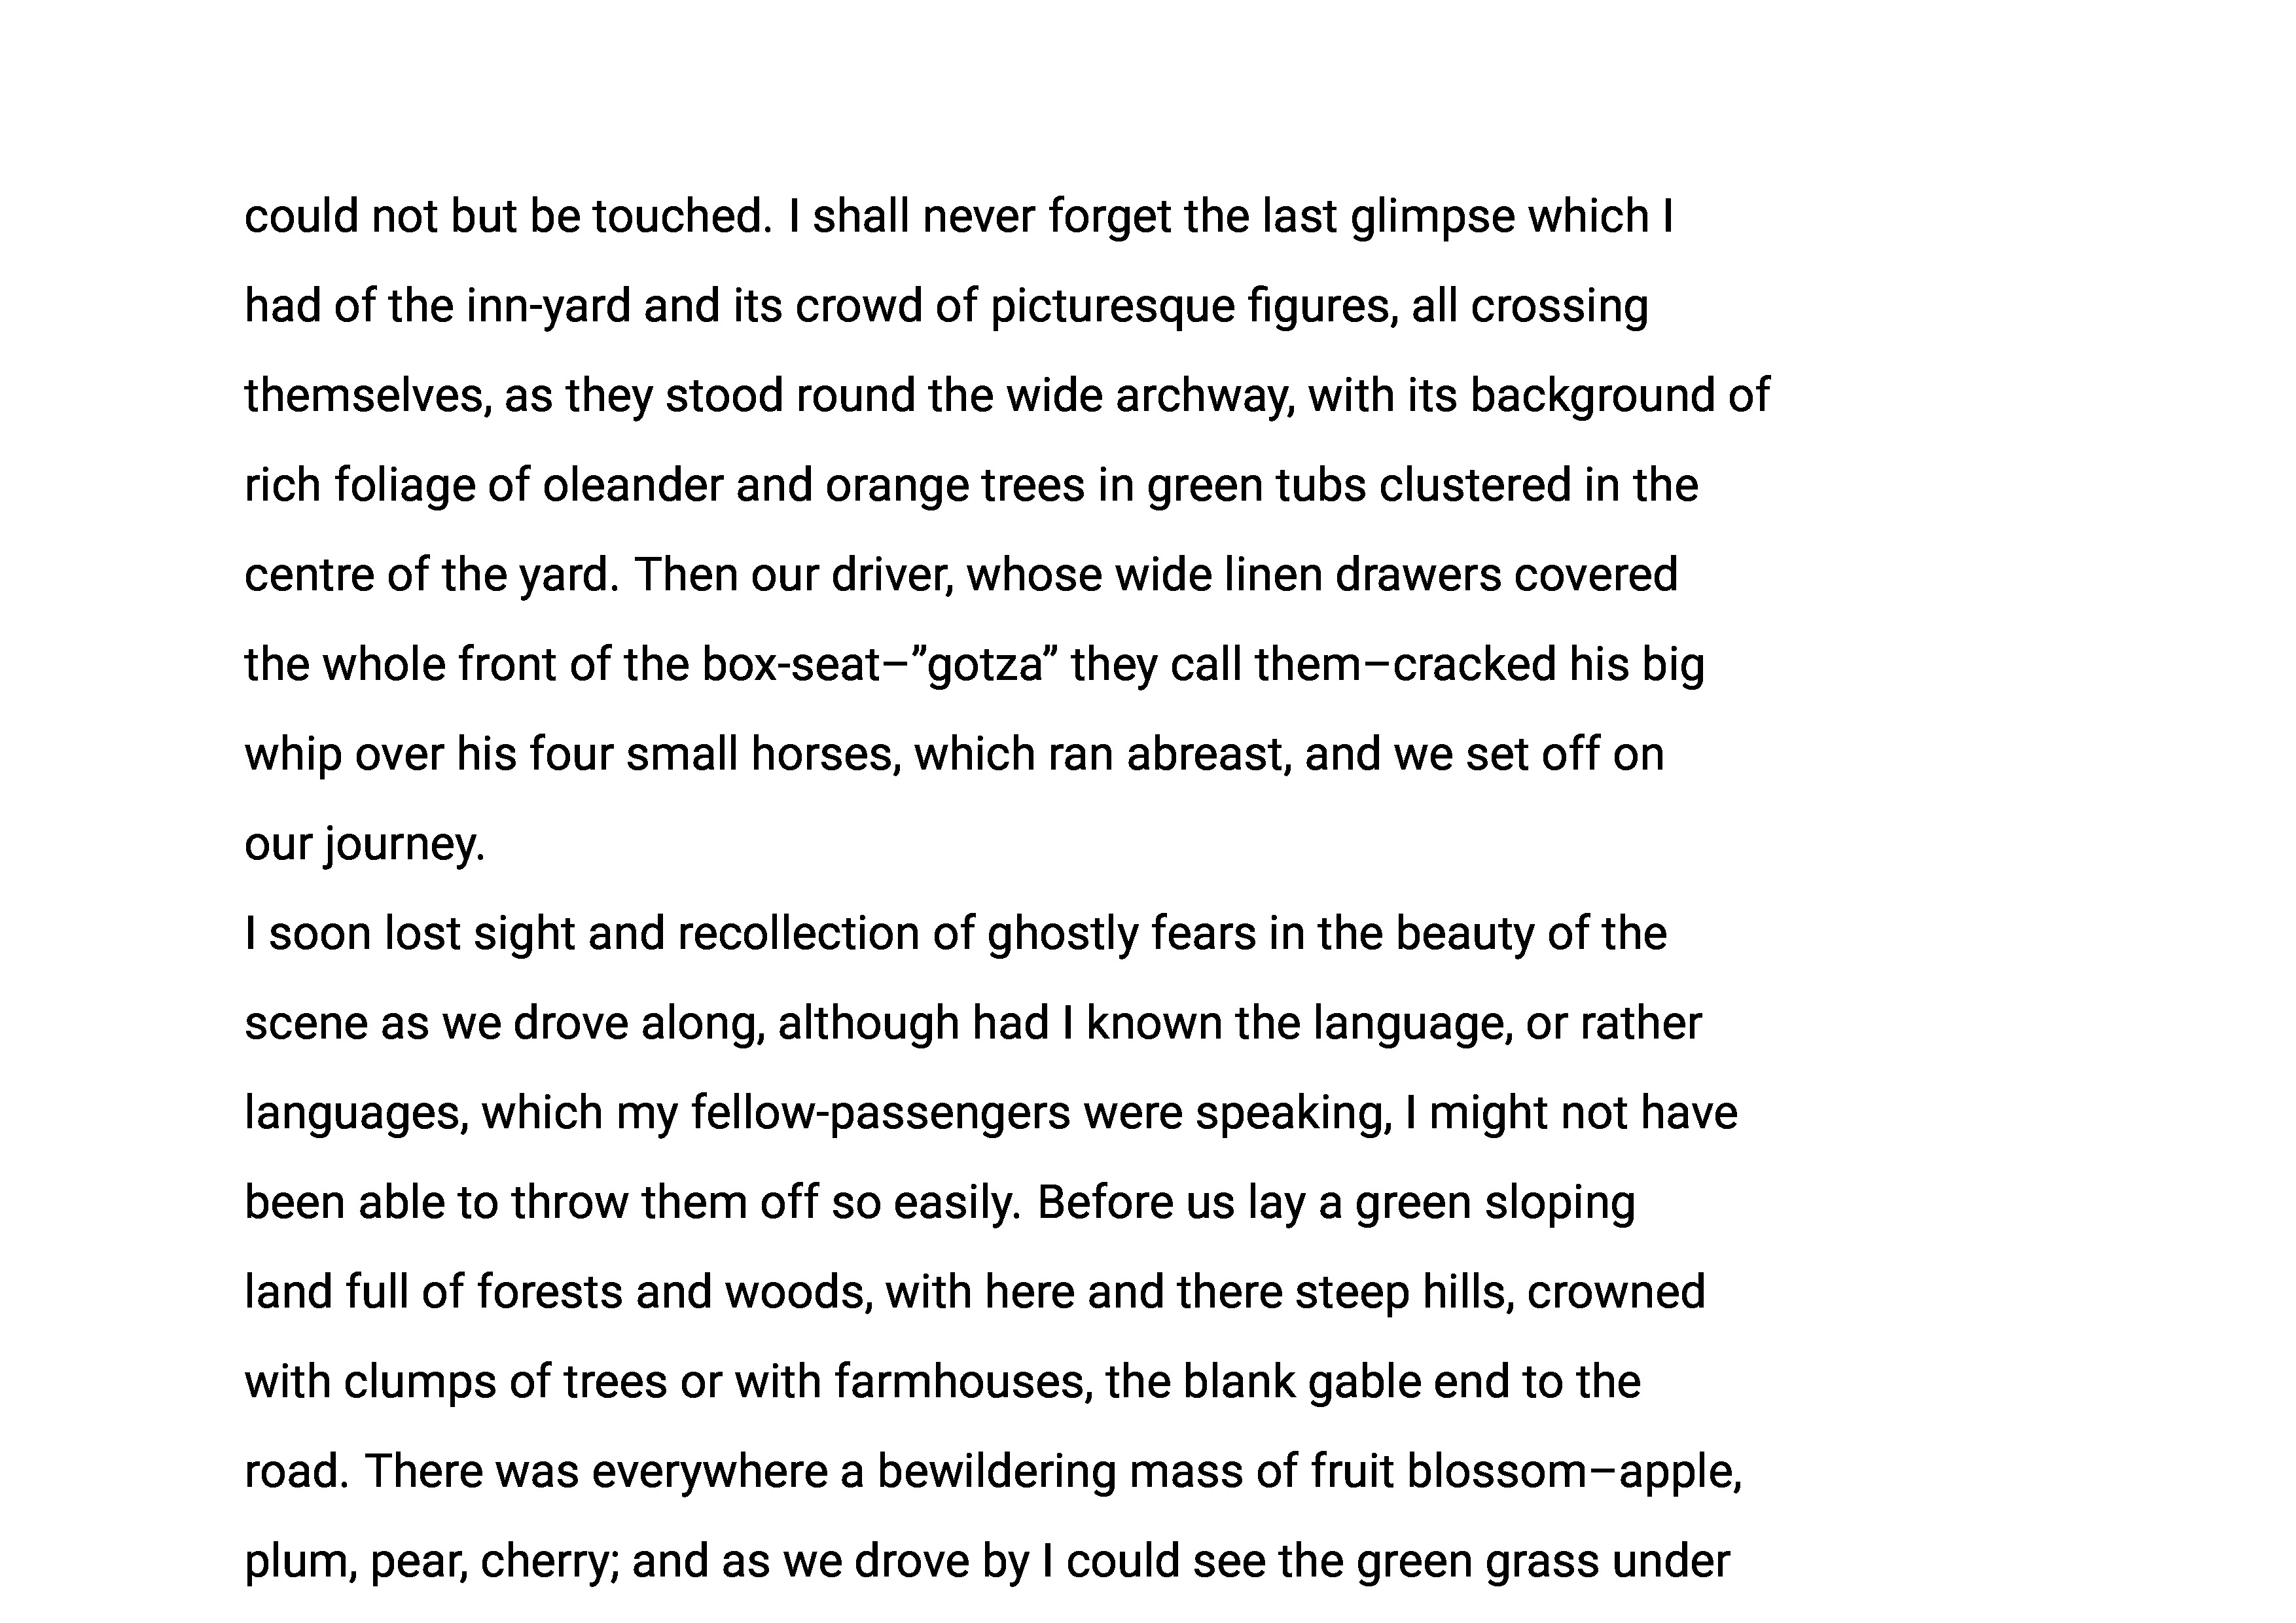 could not but be touched. I shall never forget the last glimpse which I
had of the inn-yard and its crowd of picturesque figures, all crossing
themselves, as they stood round the wide archway, with its background of
rich foliage of oleander and orange trees in green tubs clustered in the
centre of the yard. Then our driver, whose wide linen drawers covered
the whole front of the box-seat–”gotza” they call them–cracked his big
whip over his four small horses, which ran abreast, and we set off on
our journey.
I soon lost sight and recollection of ghostly fears in the beauty of the
scene as we drove along, although had I known the language, or rather
languages, which my fellow-passengers were speaking, I might not have
been able to throw them off so easily. Before us lay a green sloping
land full of forests and woods, with here and there steep hills, crowned
with clumps of trees or with farmhouses, the blank gable end to the
road. There was everywhere a bewildering mass of fruit blossom–apple,
plum, pear, cherry; and as we drove by I could see the green grass under